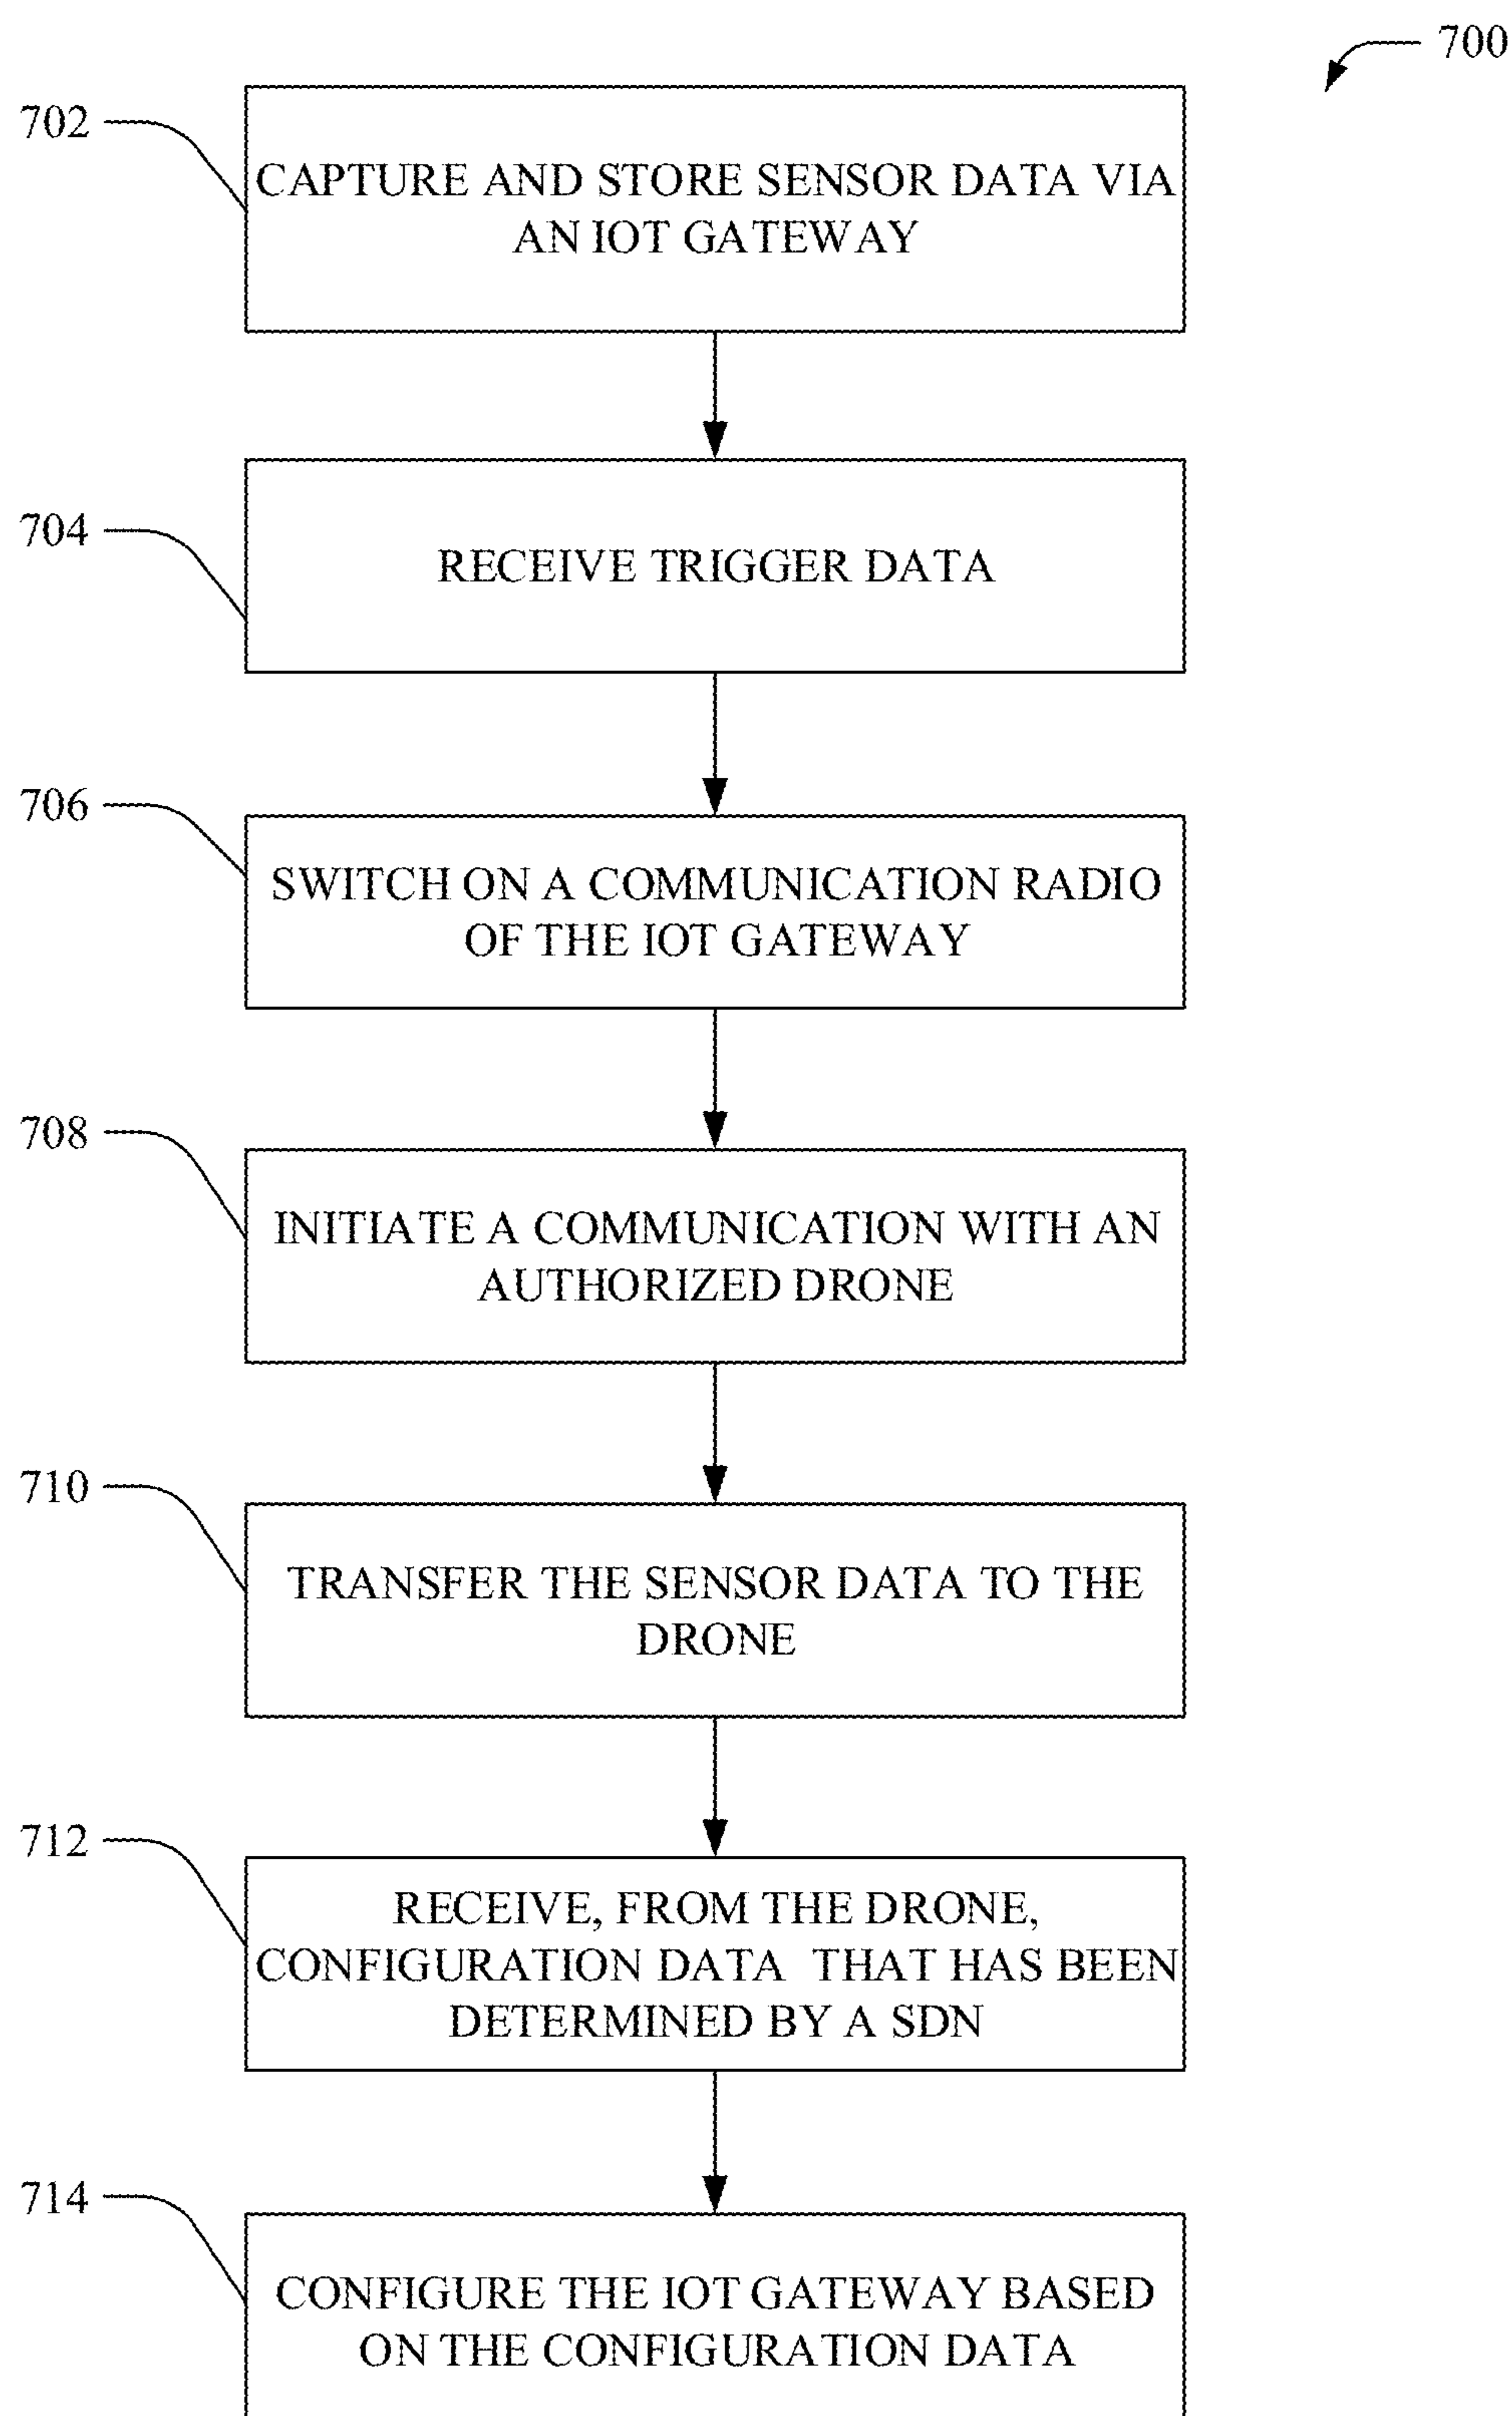 700
702
CAPTURE AND STORE SENSOR DATA VIA
AN IOT GATEWAY
704
RECEIVE TRIGGER DATA
706
SWITCH ON A COMMUNICATION RADIO
OF THE IOT GATEWAY
708
INITIATE A COMMUNICATION WITH AN
AUTHORIZED DRONE
710
TRANSFER THE SENSOR DATA TO THE
DRONE
712
RECEIVE, FROM THE DRONE,
CONFIGURATION DATA THAT HAS BEEN
DETERMINED BY A SDN
714
CONFIGURE THE IOT GATEWAY BASED
ON THE CONFIGURATION DATA